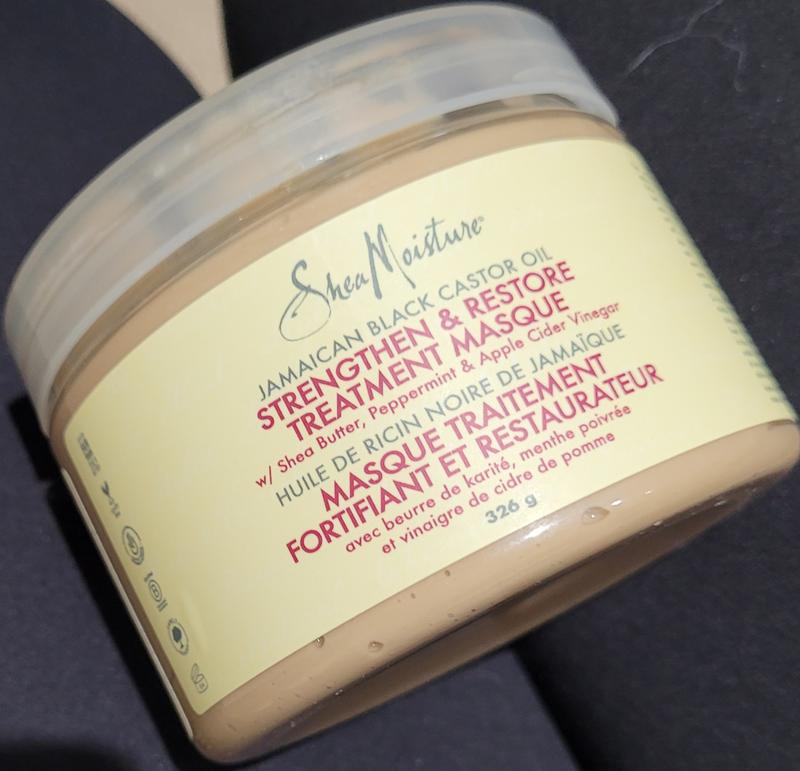 SheaMoisture®
JAMAICAN BLACK CASTOR OIL
STRENGTHEN & RESTORE
TREATMENT MASQUE
w/ Shea Butter, Peppermint & Apple Cider Vinegar
HUILE DE RICIN NOIRE DE JAMAÏQUE
MASQUE TRAITEMENT
FORTIFIANT ET RESTAURATEUR
avec beurre de karité, menthe poivrée
et vinaigre de cidre de pomme
326 g